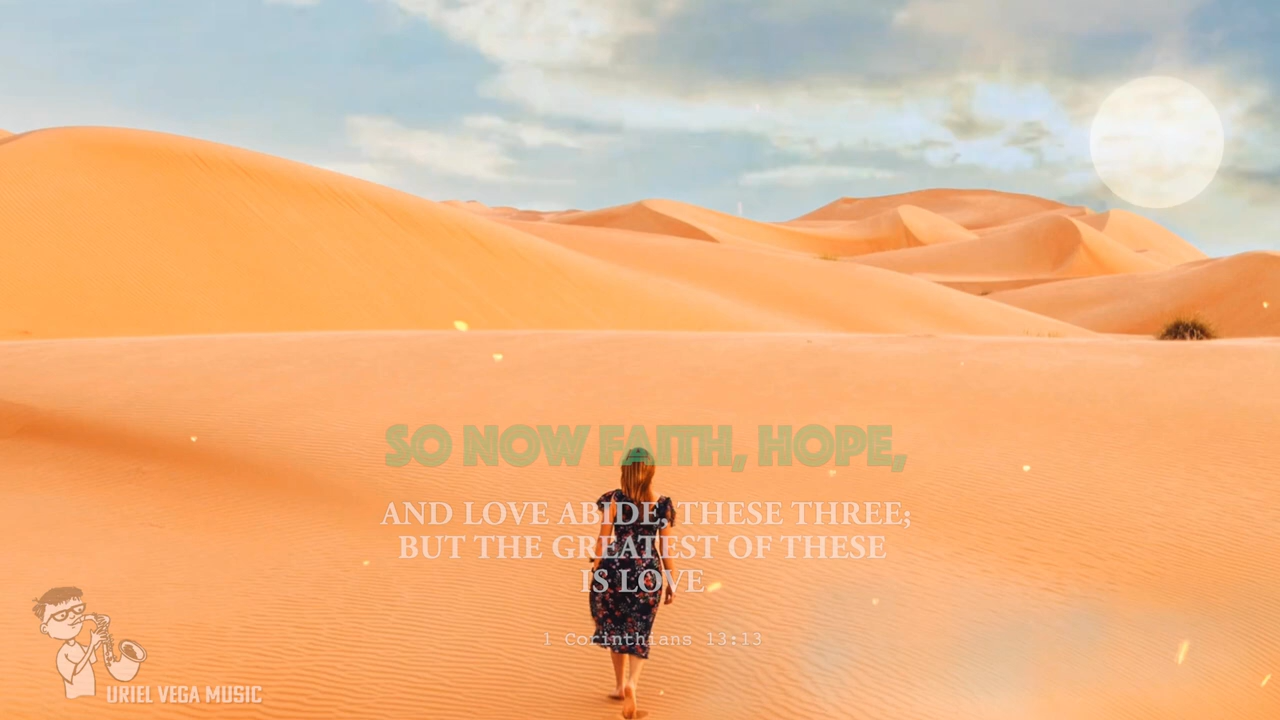 SO NOW FAITH, HOPE,
AND LOVE ABIDE, THESE THREE;
BUT THE GREATEST OF THESE
IS LOVE
1 Corinthians 13:13
URIEL VEGA MUSIC